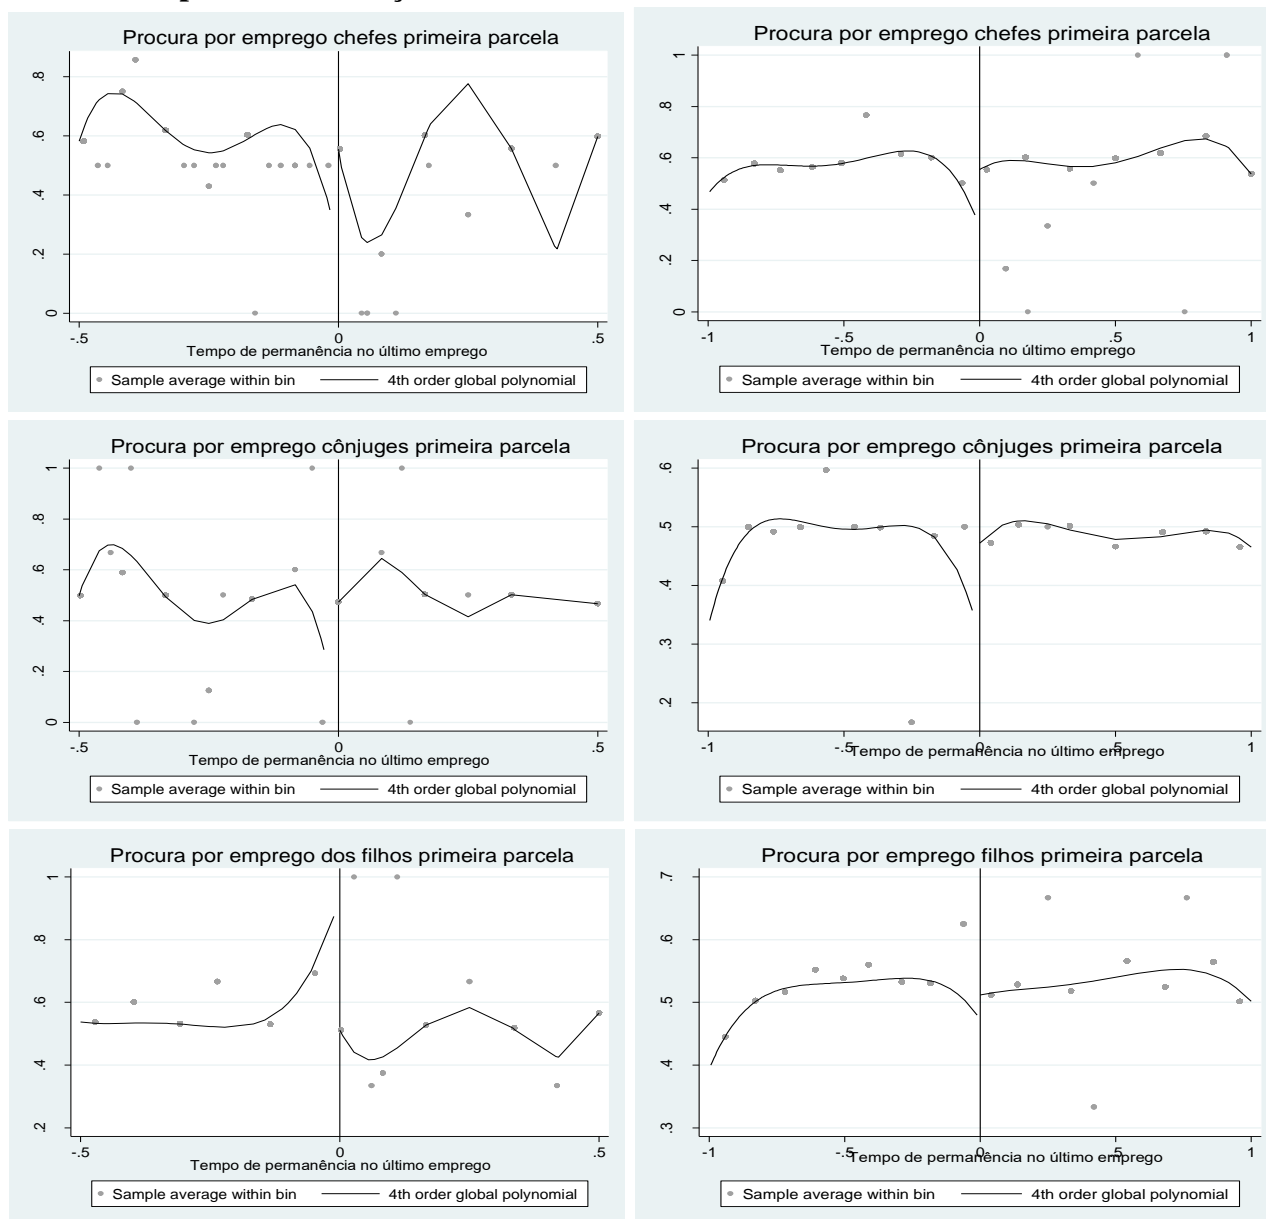 Procura por emprego chefes primeira parcela
.8
.6
.4
.2
0
-.5 0 .5
Tempo de permanência no último emprego
Sample average within bin 4th order global polynomial
Procura por emprego chefes primeira parcela
1
.8
.6
.4
.2
0
-1 -.5 0 .5 1
Tempo de permanência no último emprego
Sample average within bin 4th order global polynomial
Procura por emprego cônjuges primeira parcela
1
.8
.6
.4
.2
0
-.5 0 .5
Tempo de permanência no último emprego
Sample average within bin 4th order global polynomial
Procura por emprego cônjuges primeira parcela
.6
.5
.4
.3
.2
-1 -.5 0 .5 1
Tempo de permanência no último emprego
Sample average within bin 4th order global polynomial
Procura por emprego dos filhos primeira parcela
1
.8
.6
.4
.2
-.5 0 .5
Tempo de permanência no último emprego
Sample average within bin 4th order global polynomial
Procura por emprego filhos primeira parcela
.7
.6
.5
.4
.3
-1 -.5 0 .5 1
Tempo de permanência no último emprego
Sample average within bin 4th order global polynomial